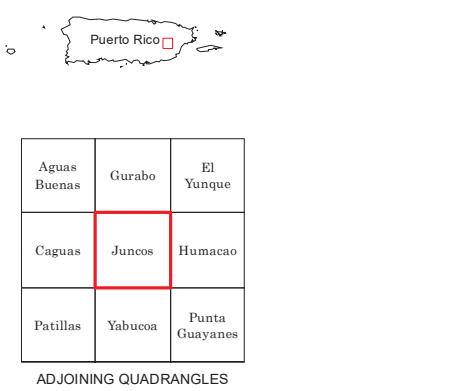 Puerto Rico
Aguas
Buenas
Gurabo
El
Yunque
Caguas
Juncos
Humacao
Patillas
Yabucoa
Punta
Guayanes
ADJOINING QUADRANGLES